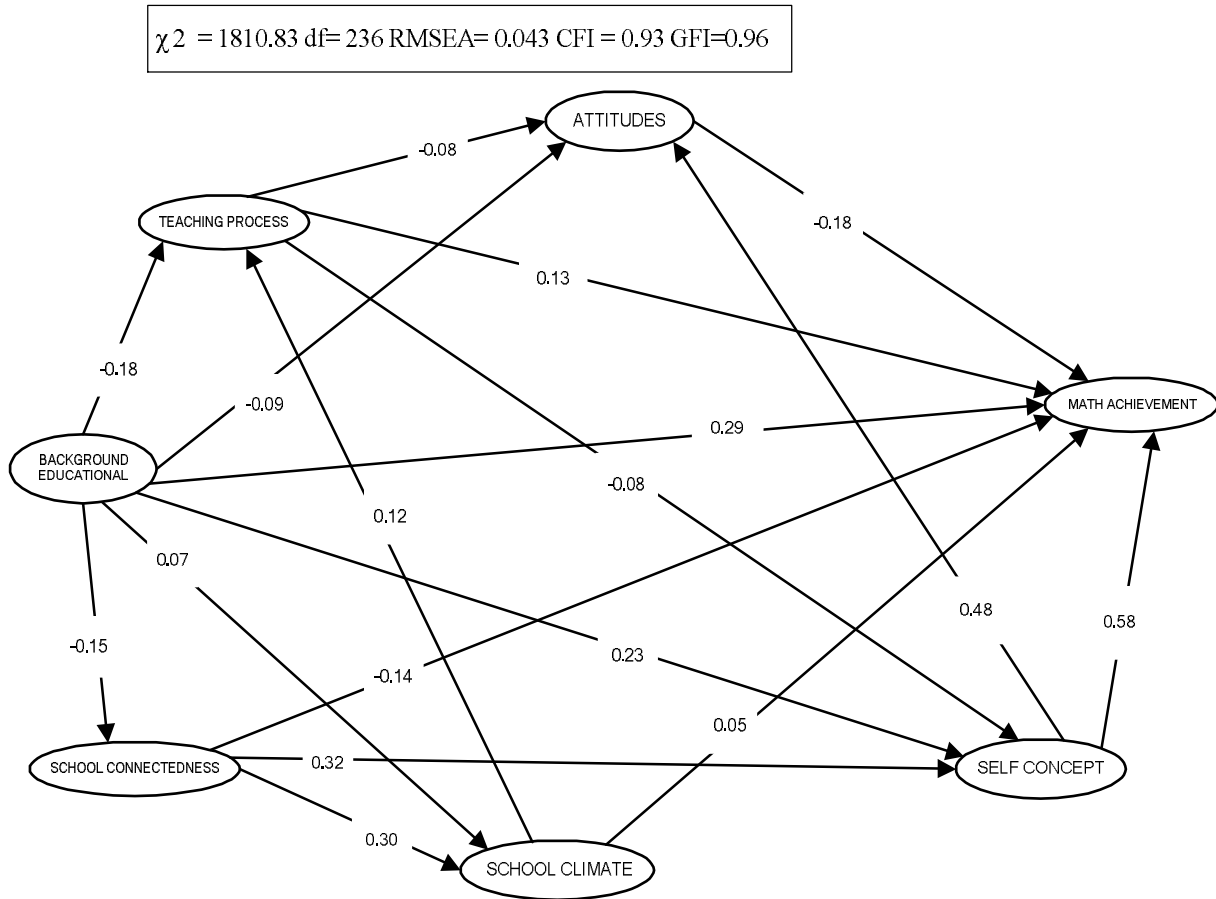 χ2 = 1810.83 df= 236 RMSEA= 0.043 CFI = 0.93 GFI=0.96
ATTITUDES
-0.08
TEACHING PROCESS
-0.18
0.13
-0.18
-0.09
MATH ACHIEVEMENT
0.29
BACKGROUND
EDUCATIONAL
-0.08
0.12
0.07
0.48
0.58
-0.15
0.23
-0.14
0.05
0.32
SCHOOL CONNECTEDNESS
SELF CONCEPT
0.30
SCHOOL CLIMATE